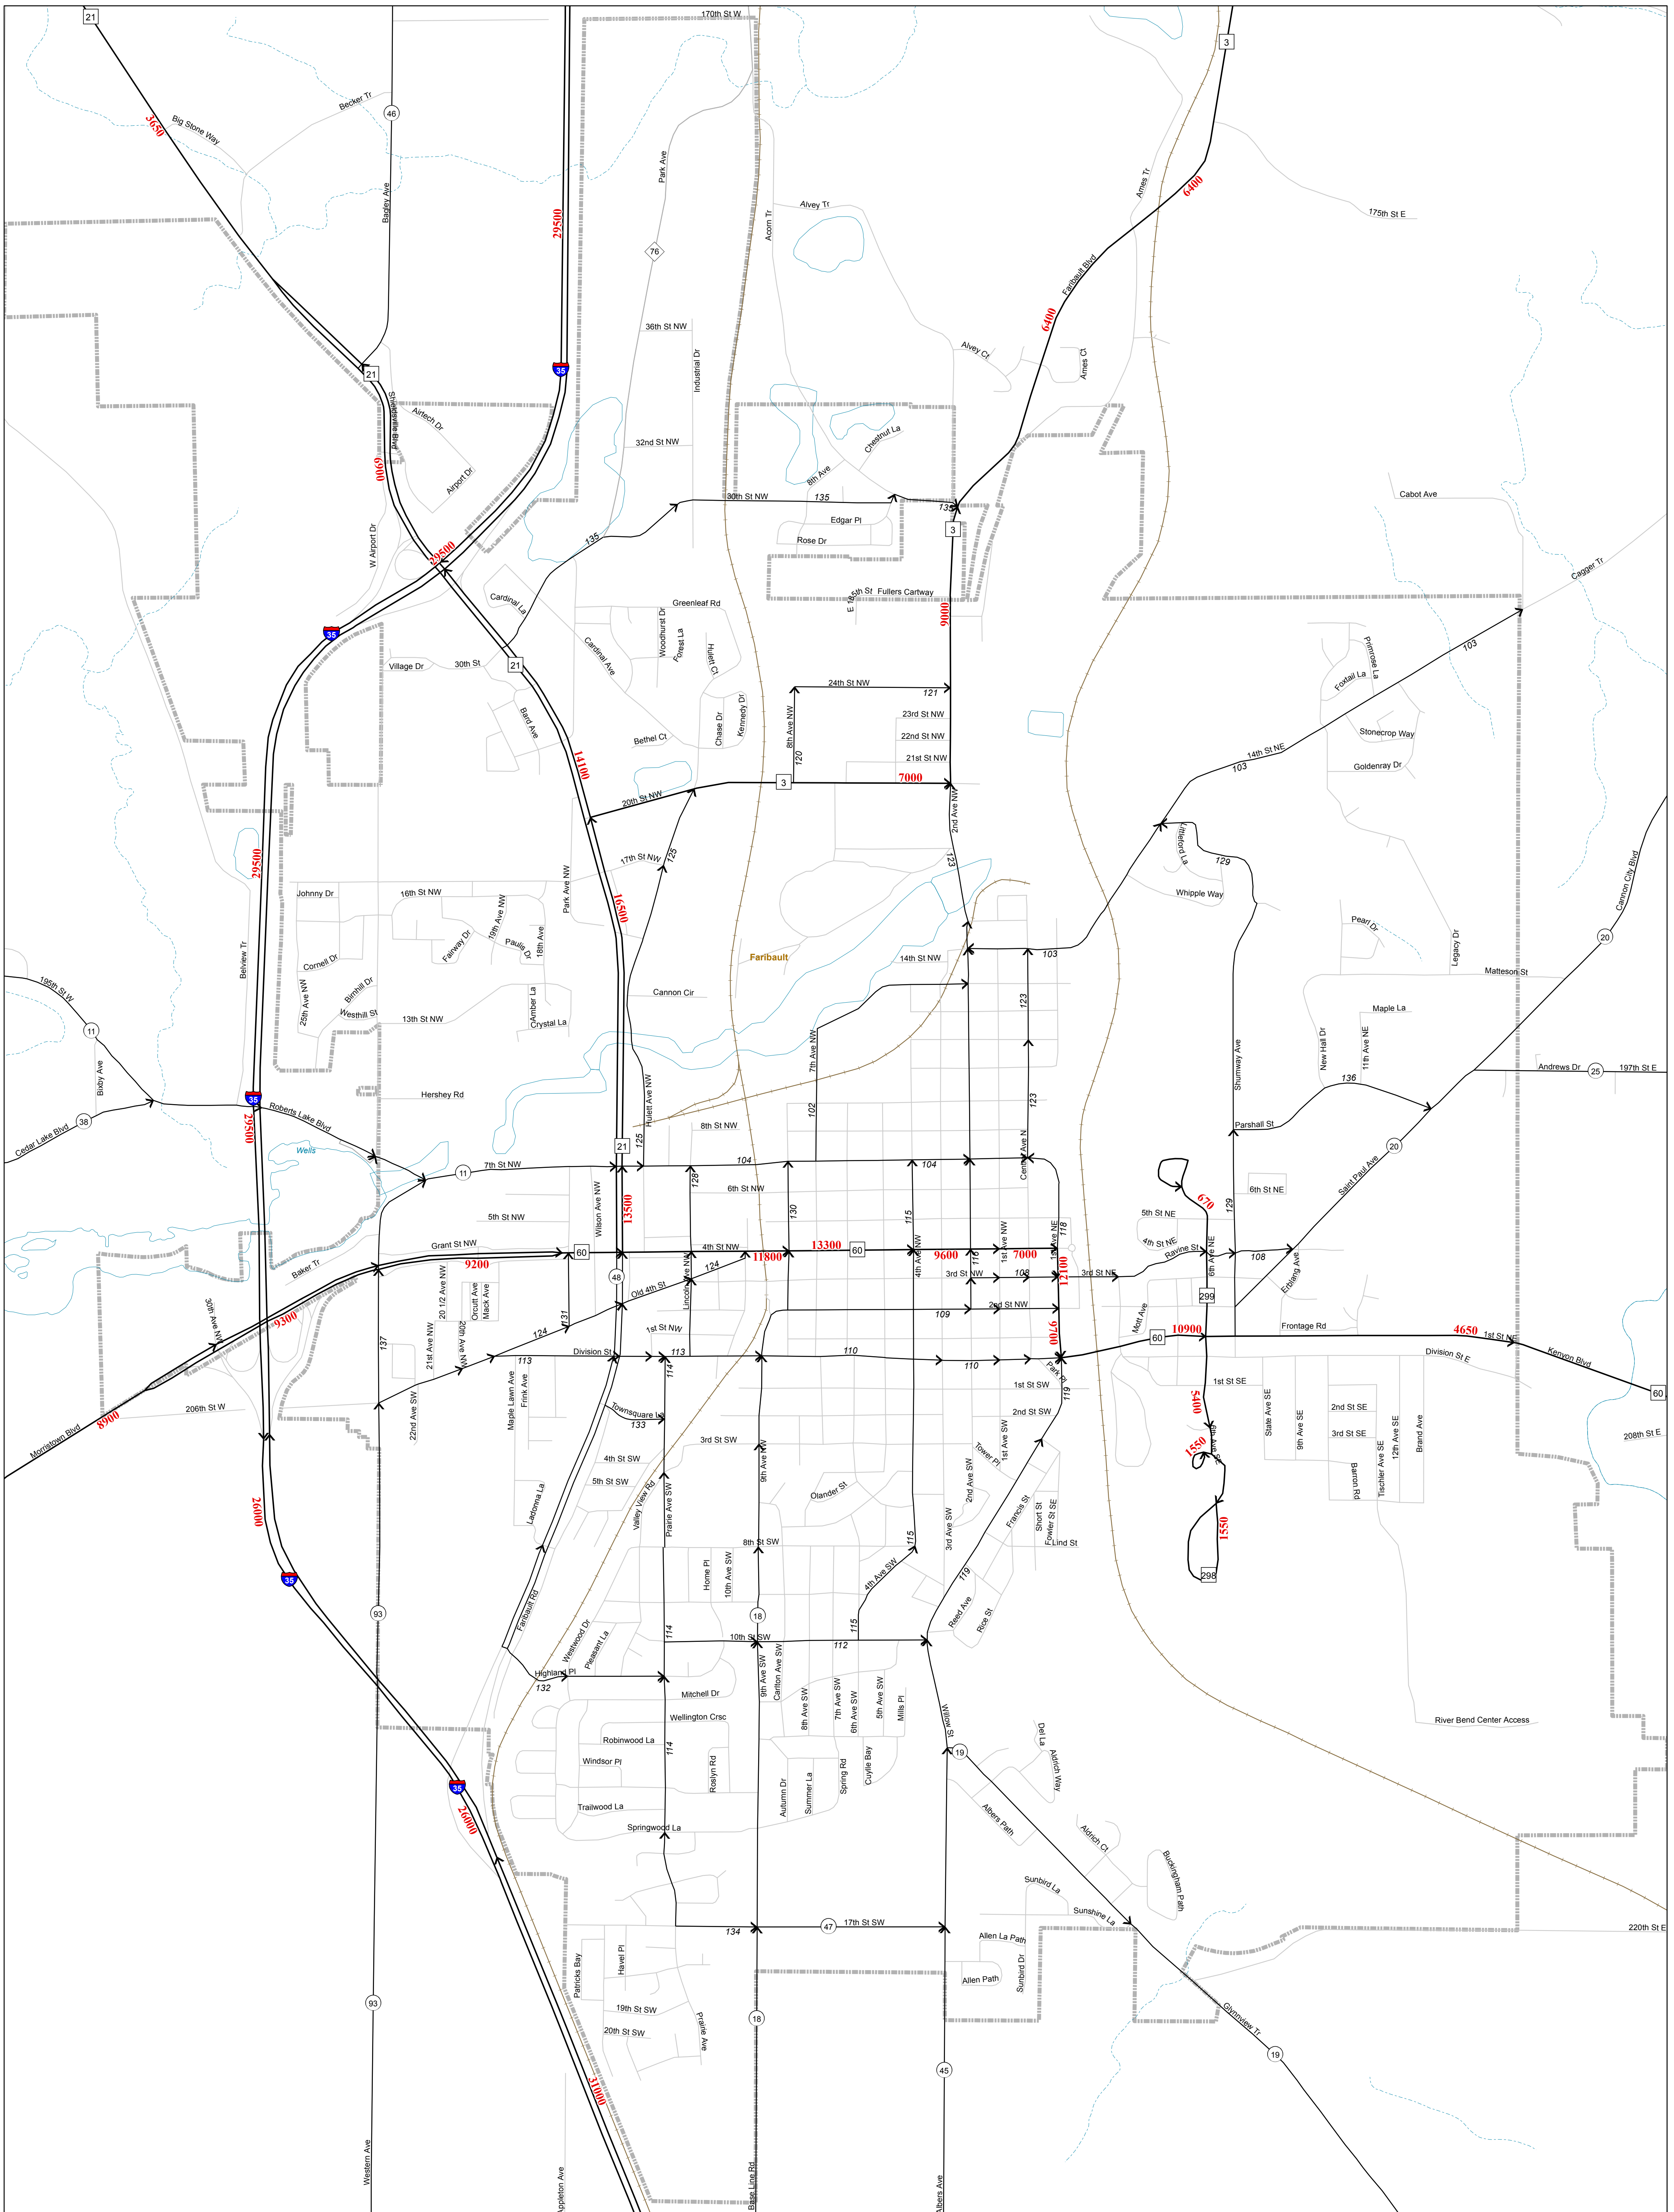 21
170th St W
3
Becker Tr
46
Big Stone Way
3650
Park Ave
Bagley Ave
Ames Tr
6400
175th St E
Alvey Tr
Acorn Tr
29500
76
Faribault Blvd
6400
36th St NW
Alvey Cr
Ames Ct
Industrial Dr
35
21
Shieldsville Blvd
Airtech Dr
Chestnut La
32nd St NW
6900
Airport Dr
8th Ave
30th St NW
135
135
Cabot Ave
Edgar Pl
3
Rose Dr
135
W Airport Dr
29500
Cagger Tr
E 165th St
Fullers Cartway
Cardinal La
Greenleaf Rd
9000
Woodhurst Dr
Forest La
Hulett Ct
35
Cardinal Ave
Village Dr
30th St
21
Primrose La
103
Foxtail La
24th St NW
121
Bard Ave
Chase Dr
Kennedy Dr
8th Ave NW
120
23rd St NW
22nd St NW
21st St NW
Bethel Ct
Stonecrop Way
14th St NE
103
Goldenray Dr
14100
3
7000
20th St NW
2nd Ave NW
123
Littleford La
129
17th St NW
125
29500
Park Ave NW
Johnny Dr
16th St NW
Whipple Way
16500
19th Ave NW
Fairway Dr
Paulis Dr
18th Ave
Pearl Dr
Legacy Dr
Cannon City Blvd
20
Faribault
14th St NW
103
Belview Tr
Cornell Dr
Matteson St
195th St W
Birnhill Dr
25th Ave NW
Westhill St
13th St NW
Amber La
Crystal La
Cannon Cir
123
Maple La
11
New Hall Dr
11th Ave NE
7th Ave NW
102
Shumway Ave
Bixby Ave
Andrews Dr
25
197th St E
136
Hershey Rd
35
Hulett Ave NW
125
123
38
Cedar Lake Blvd
Roberts Lake Blvd
29500
Wells
8th St NW
Parshall St
20
21
Central Ave N
11
7th St NW
104
104
Saint Paul Ave
128
6th St NW
6th St NE
670
129
Wilson Ave NW
13500
5th St NW
130
115
5th St NE
4th St NE
118
Grant St NW
60
4th St NW
11800
13300
60
4th Ave NW
9600
116
1st Ave NW
7000
1st Ave NE
Ravine St
6th Ave NE
108
Baker Tr
9200
12100
124
Old 4th St
48
Lincoln Ave NW
3rd St NW
108
3rd St NE
Erblang Ave
20 1/2 Ave NW
Orcutt Ave
Mack Ave
30th Ave NW
9300
299
131
109
2nd St NW
137
124
1st St NW
9700
Mott Ave
60
10900
Frontage Rd
4650
1st St NE
21st Ave NW
20th Ave NW
113
Division St
113
110
110
Park Pl
Division St E
Kenyon Blvd
60
114
1st St SW
119
1st St SE
206th St W
8900
Morristown Blvd
22nd Ave SW
Maple Lawn Ave
Frink Ave
Townsquare La
133
2nd St SW
5400
State Ave SE
9th Ave SE
2nd St SE
3rd St SE
Tischler Ave SE
12th Ave SE
Brand Ave
208th St E
3rd St SW
4th St SW
5th St SW
Valley View Rd
Prairie Ave SW
9th Ave NW
1st Ave SW
Tower Pl
2nd Ave SW
1550
6th Ave SE
Barron Rd
Olander St
Ladonna La
26000
Francis St
Short St
Fowler St SE
1550
3rd Ave SW
115
8th St SW
Lind St
Home Pl
10th Ave SW
4th Ave SW
119
298
35
Faribault Rd
93
18
Reed Ave
Rice St
115
Westwood Dr
Pleasant La
114
10th St SW
112
Highland Pl
132
Mitchell Dr
9th Ave SW
Carlton Ave SW
8th Ave SW
7th Ave SW
6th Ave SW
5th Ave SW
Mills Pl
Wellington Crsc
Robinwood La
114
Willow St
Del La
River Bend Center Access
Windsor Pl
Roslyn Rd
19
Aldrich Way
35
26000
Autumn Dr
Summer La
Spring Rd
Cuylle Bay
Trailwood La
Springwood La
Albers Path
Aldrich Ct
Buckingham Path
Sunbird La
Sunshine La
134
47
17th St SW
220th St E
Allen La Path
Patricks Bay
Havel Pl
Allen Path
Sunbird Dr
93
19th St SW
20th St SW
Prairie Ave
18
Glynnview Tr
19
45
31000
Western Ave
Appleton Ave
Base Line Rd
Albers Ave